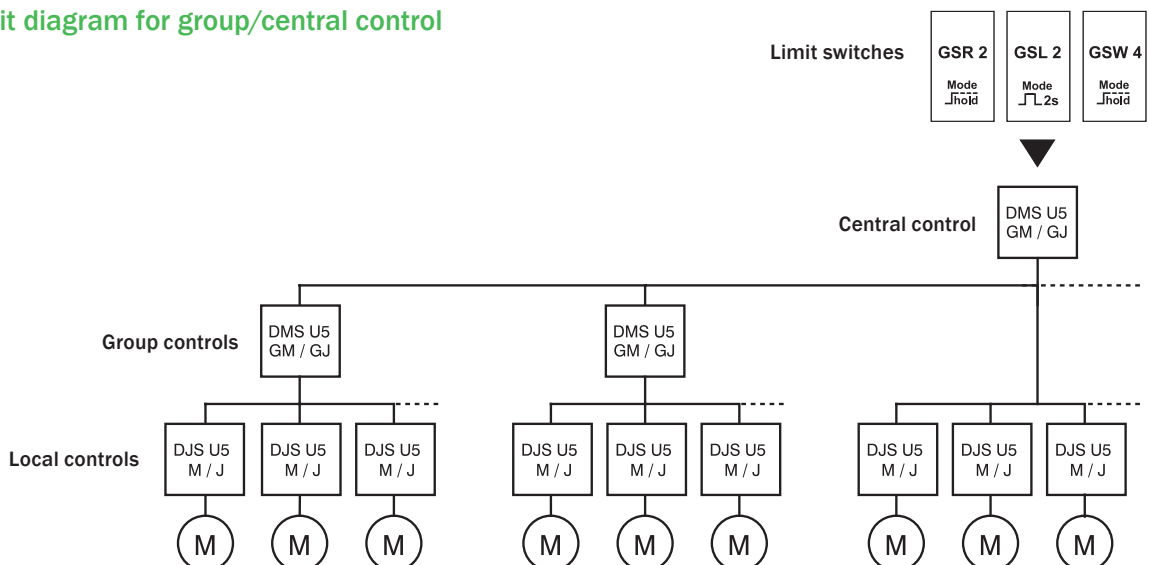 it diagram for group/central control
Limit switches
GSR 2
Mode
hold
GSL 2
Mode
2s
GSW 4
Mode
hold
Central control
DMS U5
GM / GJ
Group controls
DMS U5
GM / GJ
DMS U5
GM / GJ
Local controls
DJS U5
M / J
DJS U5
M / J
DJS U5
M / J
DJS U5
M / J
DJS U5
M / J
DJS U5
M / J
DJS U5
M / J
DJS U5
M / J
DJS U5
M / J
M
M
M
M
M
M
M
M
M